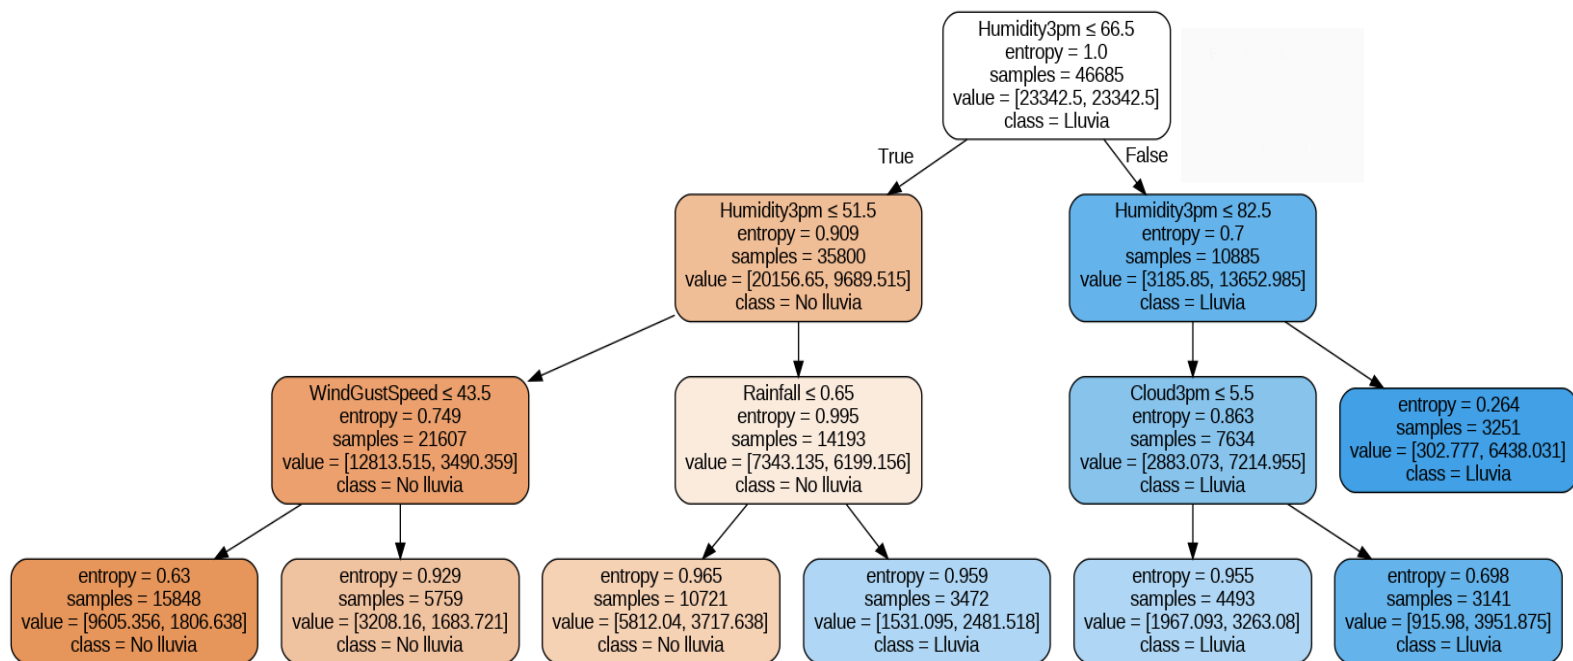 Humidity3pm ≤ 66.5
entropy = 1.0
samples = 46685
value = [23342.5, 23342.5]
class = Lluvia
True
False
Humidity3pm ≤ 51.5
entropy = 0.909
samples = 35800
value = [20156.65, 9689.515]
class = No lluvia
Humidity3pm ≤ 82.5
entropy = 0.7
samples = 10885
value = [3185.85, 13652.985]
class = Lluvia
WindGustSpeed ≤ 43.5
entropy = 0.749
samples = 21607
value = [12813.515, 3490.359]
class = No lluvia
Rainfall ≤ 0.65
entropy = 0.995
samples = 14193
value = [7343.135, 6199.156]
class = No lluvia
Cloud3pm ≤ 5.5
entropy = 0.863
samples = 7634
value = [2883.073, 7214.955]
class = Lluvia
entropy = 0.264
samples = 3251
value = [302.777, 6438.031]
class = Lluvia
entropy = 0.63
samples = 15848
value = [9605.356, 1806.638]
class = No lluvia
entropy = 0.929
samples = 5759
value = [3208.16, 1683.721]
class = No lluvia
entropy = 0.965
samples = 10721
value = [5812.04, 3717.638]
class = No lluvia
entropy = 0.959
samples = 3472
value = [1531.095, 2481.518]
class = Lluvia
entropy = 0.955
samples = 4493
value = [1967.093, 3263.08]
class = Lluvia
entropy = 0.698
samples = 3141
value = [915.98, 3951.875]
class = Lluvia